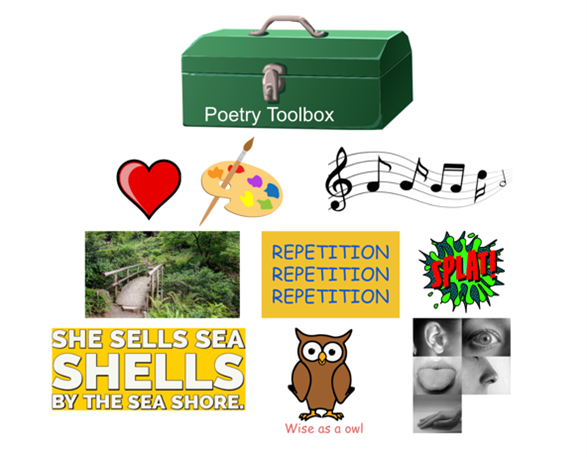 Poetry Toolbox
REPETITION
REPETITION
REPETITION
SPLAT!
SHE SELLS SEA
SHELLS
BY THE SEA SHORE.
Wise as a owl